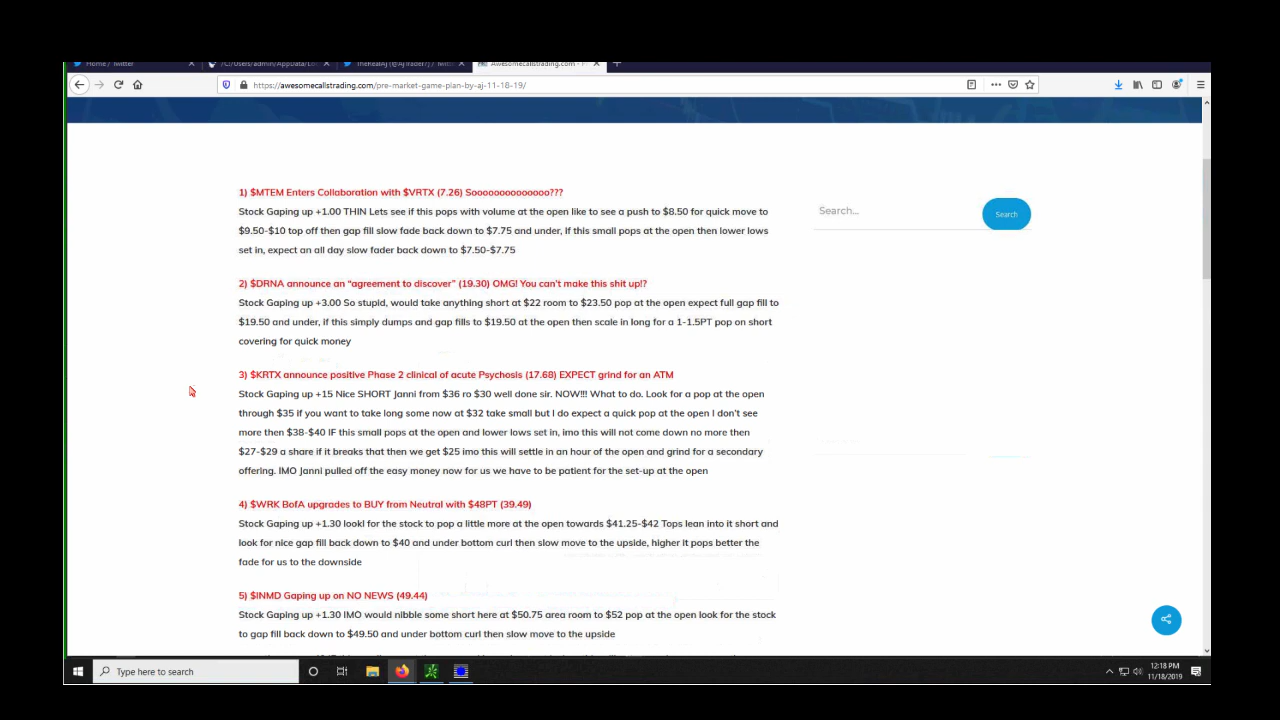 Home / Twitter
TheRealAJ (@AjTrader7) / Twitt
Awesomecallstrading.com -
https://awesomecallstrading.com/pre-market-game-plan-by-aj-11-18-19/
1) $MTEM Enters Collaboration with $VRTX (7.26) Soooooooooooooo???
Stock Gaping up +1.00 THIN Lets see if this pops with volume at the open like to see a push to $8.50 for quick move to
$9.50-$10 top off then gap fill slow fade back down to $7.75 and under, if this small pops at the open then lower lows
set in, expect an all day slow fader back down to $7.50-$7.75
Search...
Search
2) $DRNA announce an “agreement to discover” (19.30) OMG! You can’t make this shit up!?
Stock Gaping up +3.00 So stupid, would take anything short at $22 room to $23.50 pop at the open expect full gap fill to
$19.50 and under, if this simply dumps and gap fills to $19.50 at the open then scale in long for a 1-1.5PT pop on short
covering for quick money
3) $KRTX announce positive Phase 2 clinical of acute Psychosis (17.68) EXPECT grind for an ATM
Stock Gaping up +15 Nice SHORT Janni from $36 ro $30 well done sir. NOW!!! What to do. Look for a pop at the open
through $35 if you want to take long some now at $32 take small but I do expect a quick pop at the open I don’t see
more then $38-$40 IF this small pops at the open and lower lows set in, imo this will not come down no more then
$27-$29 a share if it breaks that then we get $25 imo this will settle in an hour of the open and grind for a secondary
offering. IMO Janni pulled off the easy money now for us we have to be patient for the set-up at the open
4) $WRK BofA upgrades to BUY from Neutral with $48PT (39.49)
Stock Gaping up +1.30 lookl for the stock to pop a little more at the open towards $41.25-$42 Tops lean into it short and
look for nice gap fill back down to $40 and under bottom curl then slow move to the upside, higher it pops better the
fade for us to the downside
5) $INMD Gaping up on NO NEWS (49.44)
Stock Gaping up +1.30 IMO would nibble some short here at $50.75 area room to $52 pop at the open look for the stock
to gap fill back down to $49.50 and under bottom curl then slow move to the upside
Type here to search
12:18 PM
11/18/2019